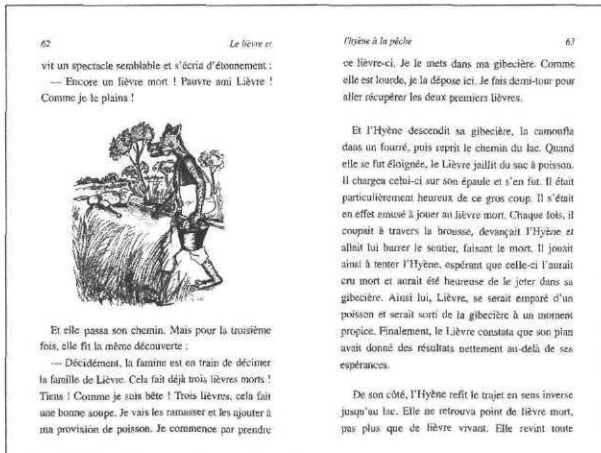 62
Le lièvre et
vit un spectacle semblable et s'écria d'étonnement :
— Encore un lièvre mort ! Pauvre ami Lièvre !
Comme je le plains !
Et elle passa son chemin. Mais pour la troisième
fois, elle fit la même découverte :
— Décidément, la famine est en train de décimer
la famille de Lièvre. Cela fait déjà trois lièvres morts !
Tiens ! Comme je suis bête ! Trois lièvres, cela fait
une bonne soupe. Je vais les ramasser et les ajouter à
ma provision de poisson. Je commence par prendre
l'hyène à la pêche
63
ce lièvre-ci. Je le mets dans ma gibecière. Comme
elle est lourde, je la dépose ici. Je fais demi-tour pour
aller récupérer les deux premiers lièvres.
Et l'Hyène descendit sa gibecière, la camoufla
dans un fourré, puis reprit le chemin du lac. Quand
elle se fut éloignée, le Lièvre jaillit du sac à poisson.
Il chargea celui-ci sur son épaule et s'en fut. Il était
particulièrement heureux de ce gros coup. Il s'était
en effet amusé à jouer au lièvre mort. Chaque fois, il
coupait à travers la brousse, devançait l'Hyène et
allait lui barrer le sentier, faisant le mort. Il jouait
ainsi à tenter l'Hyène, espérant que celle-ci l'aurait
cru mort et aurait été heureuse de le jeter dans sa
gibecière. Ainsi lui, Lièvre, se serait emparé d'un
poisson et serait sorti de la gibecière à un moment
propice. Finalement, le Lièvre constata que son plan
avait donné des résultats nettement au-delà de ses
espérances.
De son côté, l'Hyène refit le trajet en sens inverse
jusqu'au lac. Elle ne retrouva point de lièvre mort,
pas plus que de lièvre vivant. Elle revint toute